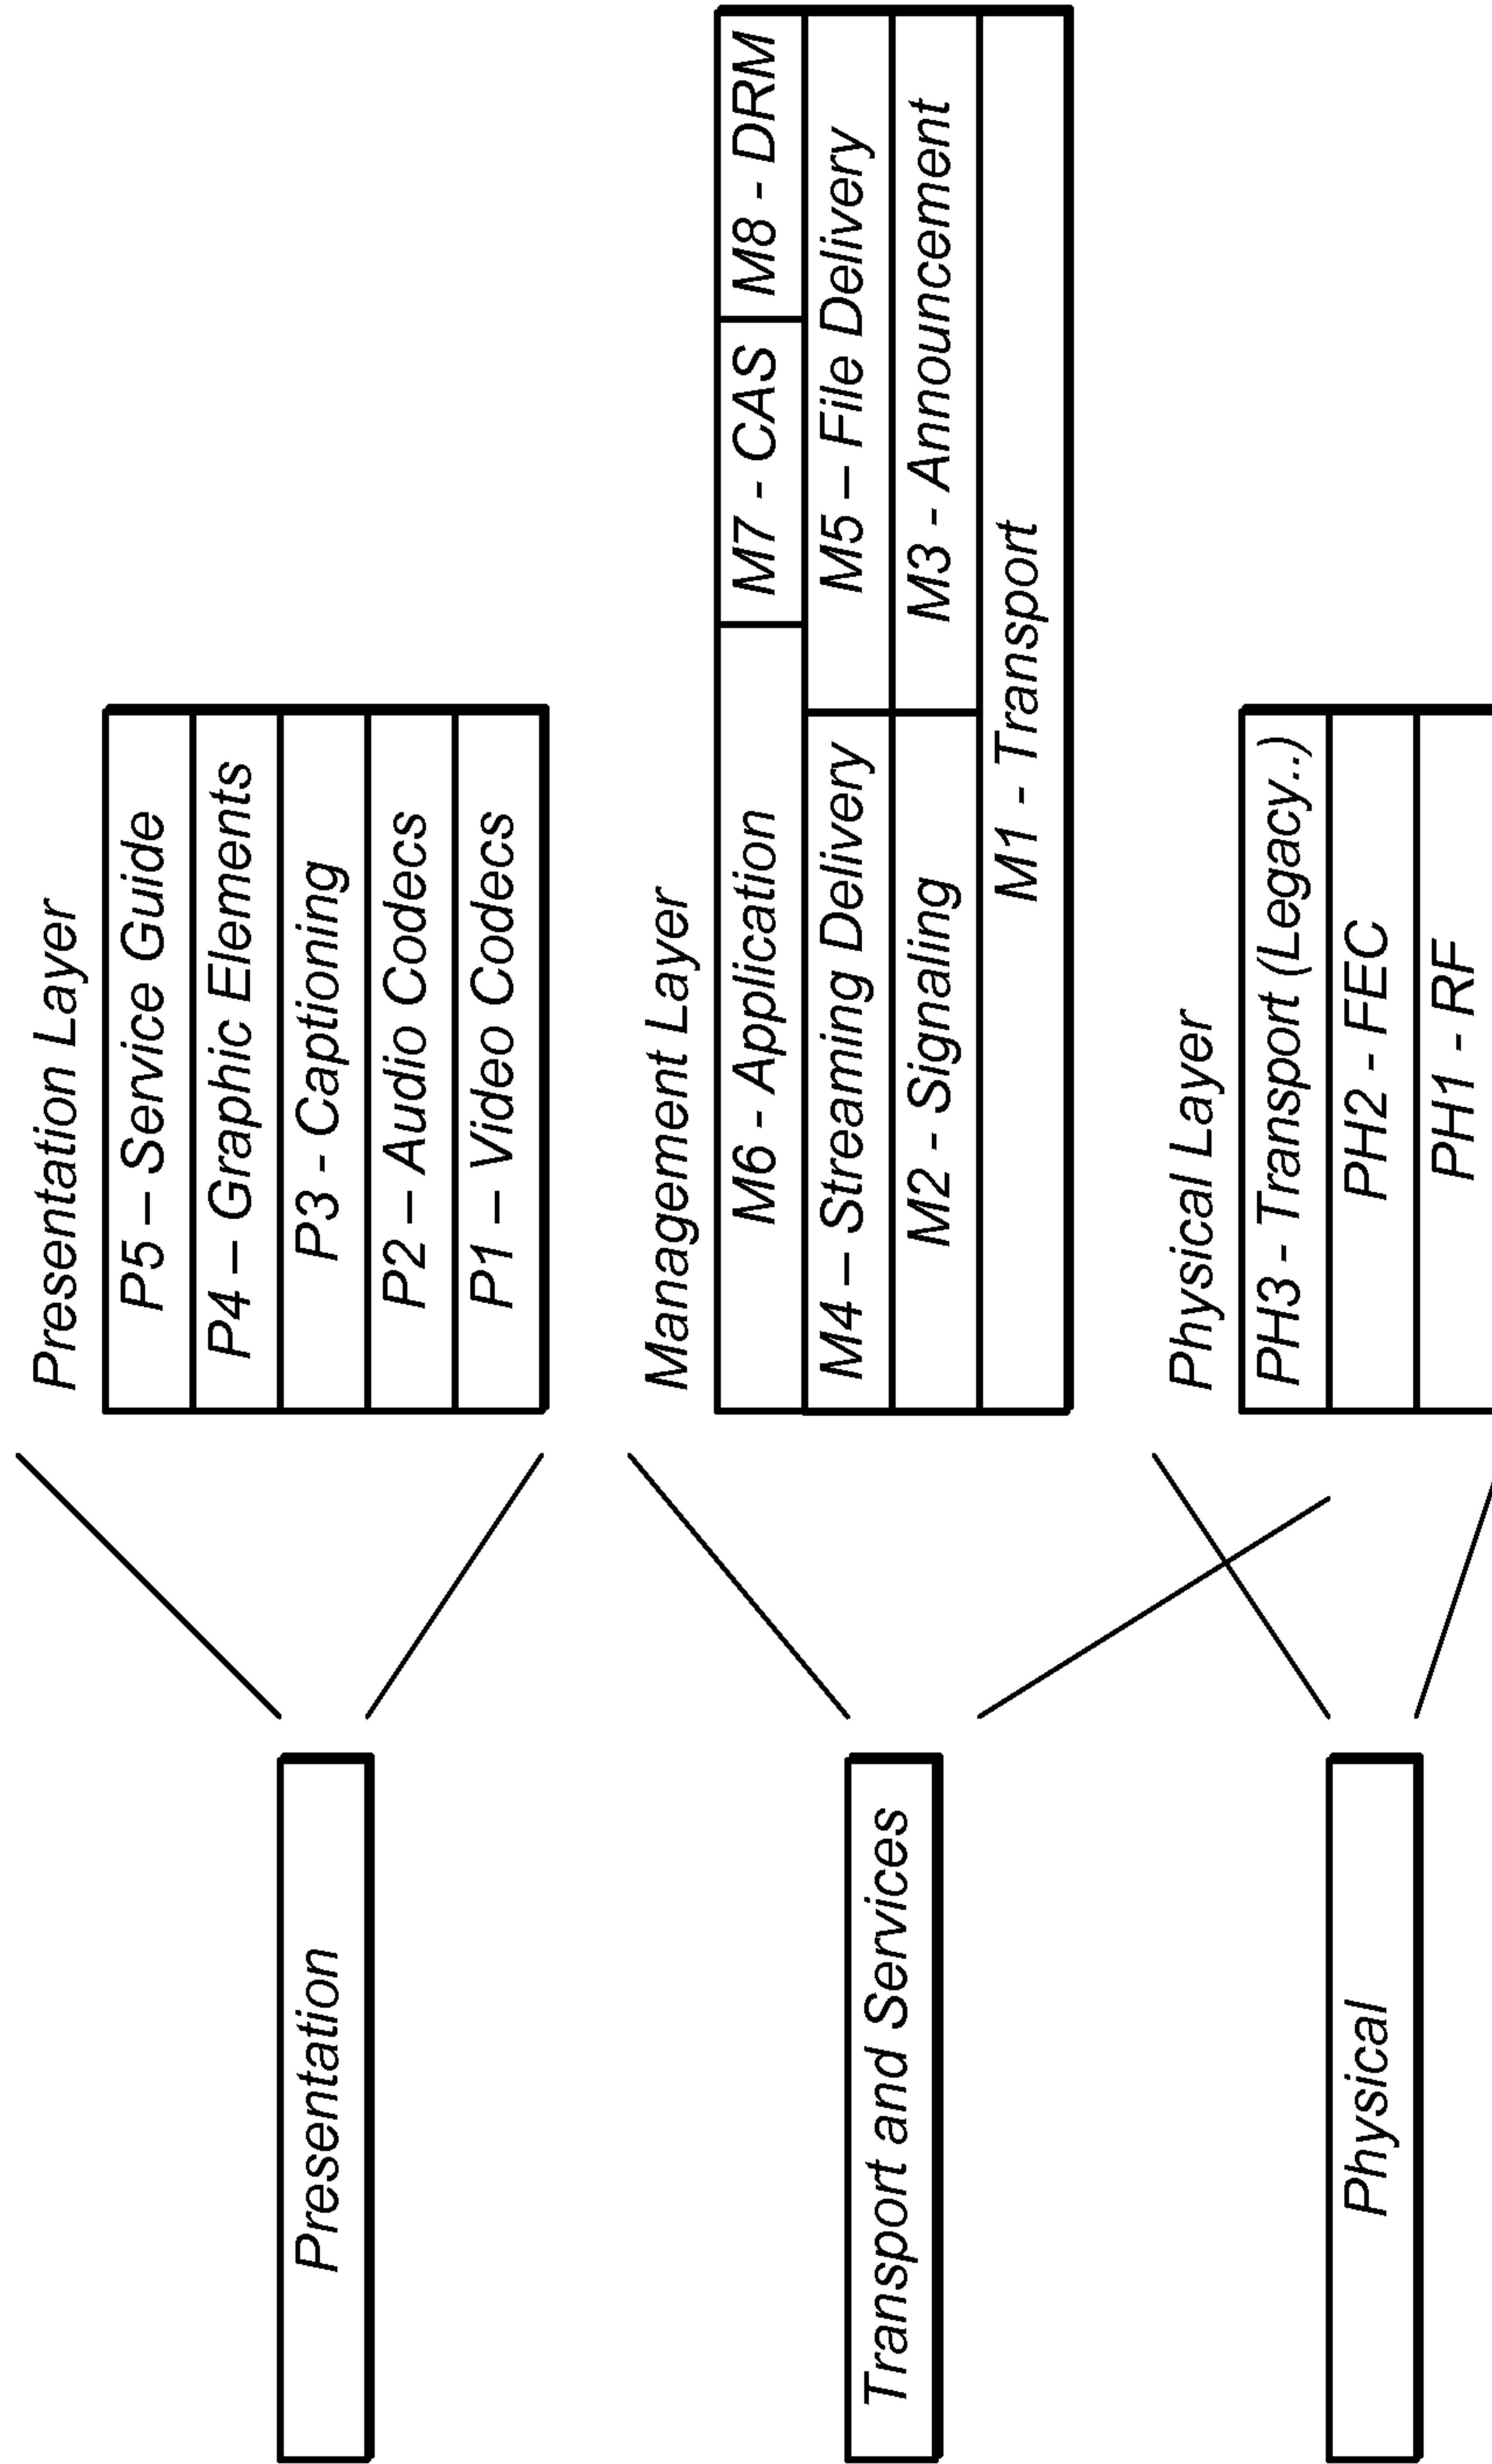 Presentation
Presentation Layer
P5 – Service Guide
P4 – Graphic Elements
P3 - Captioning
P2 – Audio Codecs
P1 – Video Codecs
Transport and Services
Management Layer
M6 - Application
M7 - CAS
M8 - DRM
M4 – Streaming Delivery
M5 – File Delivery
M2 - Signaling
M3 - Announcement
M1 - Transport
Physical
Physical Layer
PH3 - Transport (Legacy..)
PH2 - FEC
PH1 - RF